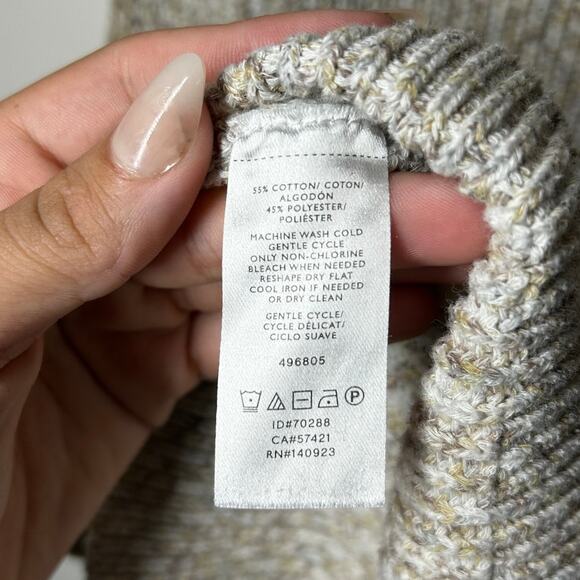 55% COTTON/ COTON/
ALGODÓN
45% POLYESTER/
POLIÉSTER
MACHINE WASH COLD
GENTLE CYCLE
ONLY NON-CHLORINE
BLEACH WHEN NEEDED
RESHAPE DRY FLAT
COOL IRON IF NEEDED
OR DRY CLEAN
GENTLE CYCLE/
CYCLE DÉLICAT/
CICLO SUAVE
496805
P
ID#70288
CA#57421
RN#140923